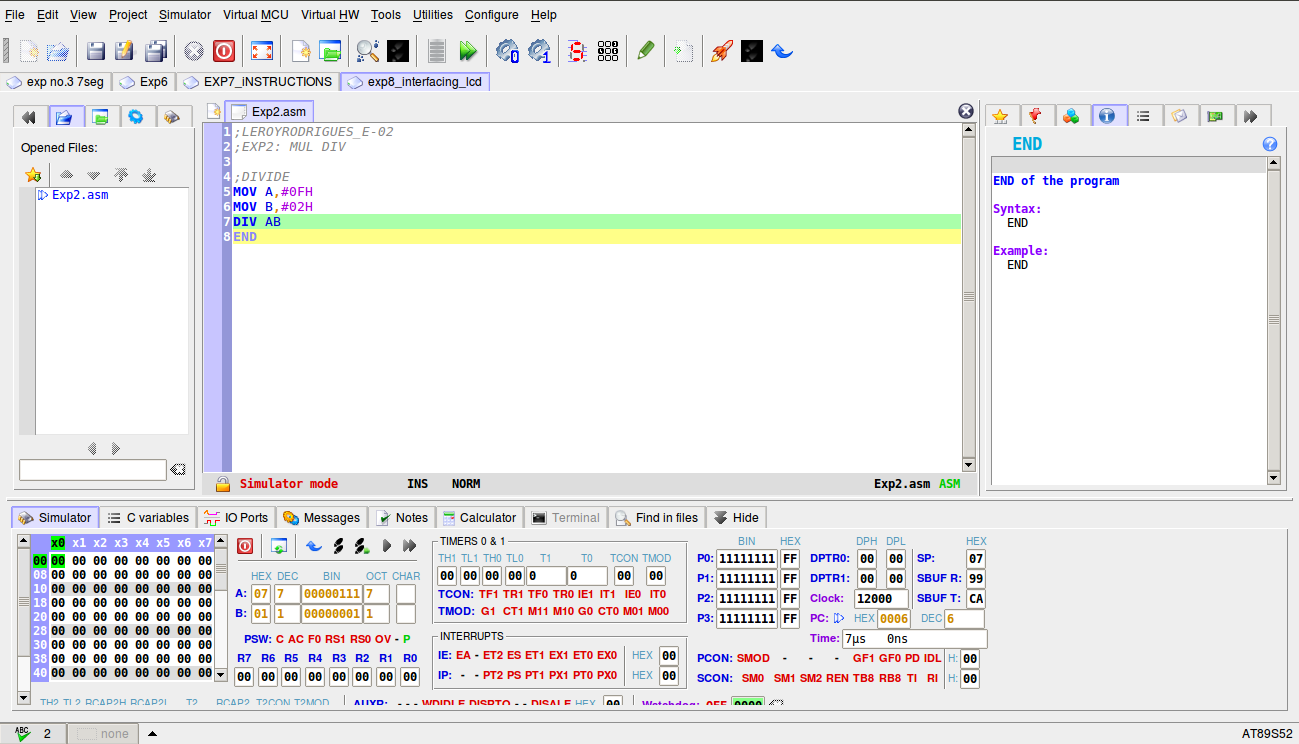 File Edit View Project Simulator Virtual MCU Virtual HW Tools Utilities Configure Help
exp no.3 7seg Exp6 EXP7_iNSTRUCTIONS exp8_interfacing_lcd
Opened Files:
Exp2.asm
Exp2.asm
1 ;LEROYRODRIGUES_E-02
2 ;EXP2: MUL DIV
3
4 ;DIVIDE
5 MOV A,#0FH
6 MOV B,#02H
7 DIV AB
8 END
Simulator mode INS NORM Exp2.asm ASM
END
END of the program
Syntax:
END
Example:
END
Simulator C variables IO Ports Messages Notes Calculator Terminal Find in files Hide
x0 x1 x2 x3 x4 x5 x6 x7
00 00 00 00 00 00 00 00 00
08 00 00 00 00 00 00 00 00
10 00 00 00 00 00 00 00 00
18 00 00 00 00 00 00 00 00
20 00 00 00 00 00 00 00 00
28 00 00 00 00 00 00 00 00
30 00 00 00 00 00 00 00 00
38 00 00 00 00 00 00 00 00
40 00 00 00 00 00 00 00 00
HEX DEC BIN OCT CHAR
A: 07 7 00000111 7
B: 01 1 00000001 1
PSW: C AC F0 RS1 RS0 OV - P
R7 R6 R5 R4 R3 R2 R1 R0
00 00 00 00 00 00 00 00
TIMERS 0 & 1
TH1 TL1 TH0 TL0 T1 T0 TCON TMOD
00 00 00 00 0 0 00 00
TCON: TF1 TR1 TF0 TR0 IE1 IT1 IE0 IT0
TMOD: G1 CT1 M11 M10 G0 CT0 M01 M00
INTERRUPTS
IE: EA - ET2 ES ET1 EX1 ET0 EX0 HEX 00
IP: - - PT2 PS PT1 PX1 PT0 PX0 HEX 00
BIN HEX
P0: 11111111 FF
P1: 11111111 FF
P2: 11111111 FF
P3: 11111111 FF
DPH DPL HEX
DPTR0: 00 00 SP: 07
DPTR1: 00 00 SBUF R: 99
Clock: 12000 SBUF T: CA
PC: HEX 0006 DEC 6
Time: 7µs 0ns
PCON: SMOD - - - GF1 GF0 PD IDL H: 00
SCON: SM0 SM1 SM2 REN TB8 RB8 TI RI H: 00
TH2 TL2 RCAP2H RCAP2L T2 RCAP2 T2CON T2MOD AUXR: - - - WDIDLE DISRTO - - DISALE HEX 00 Watchdog: OFF 0000
ABC 2 none AT89S52